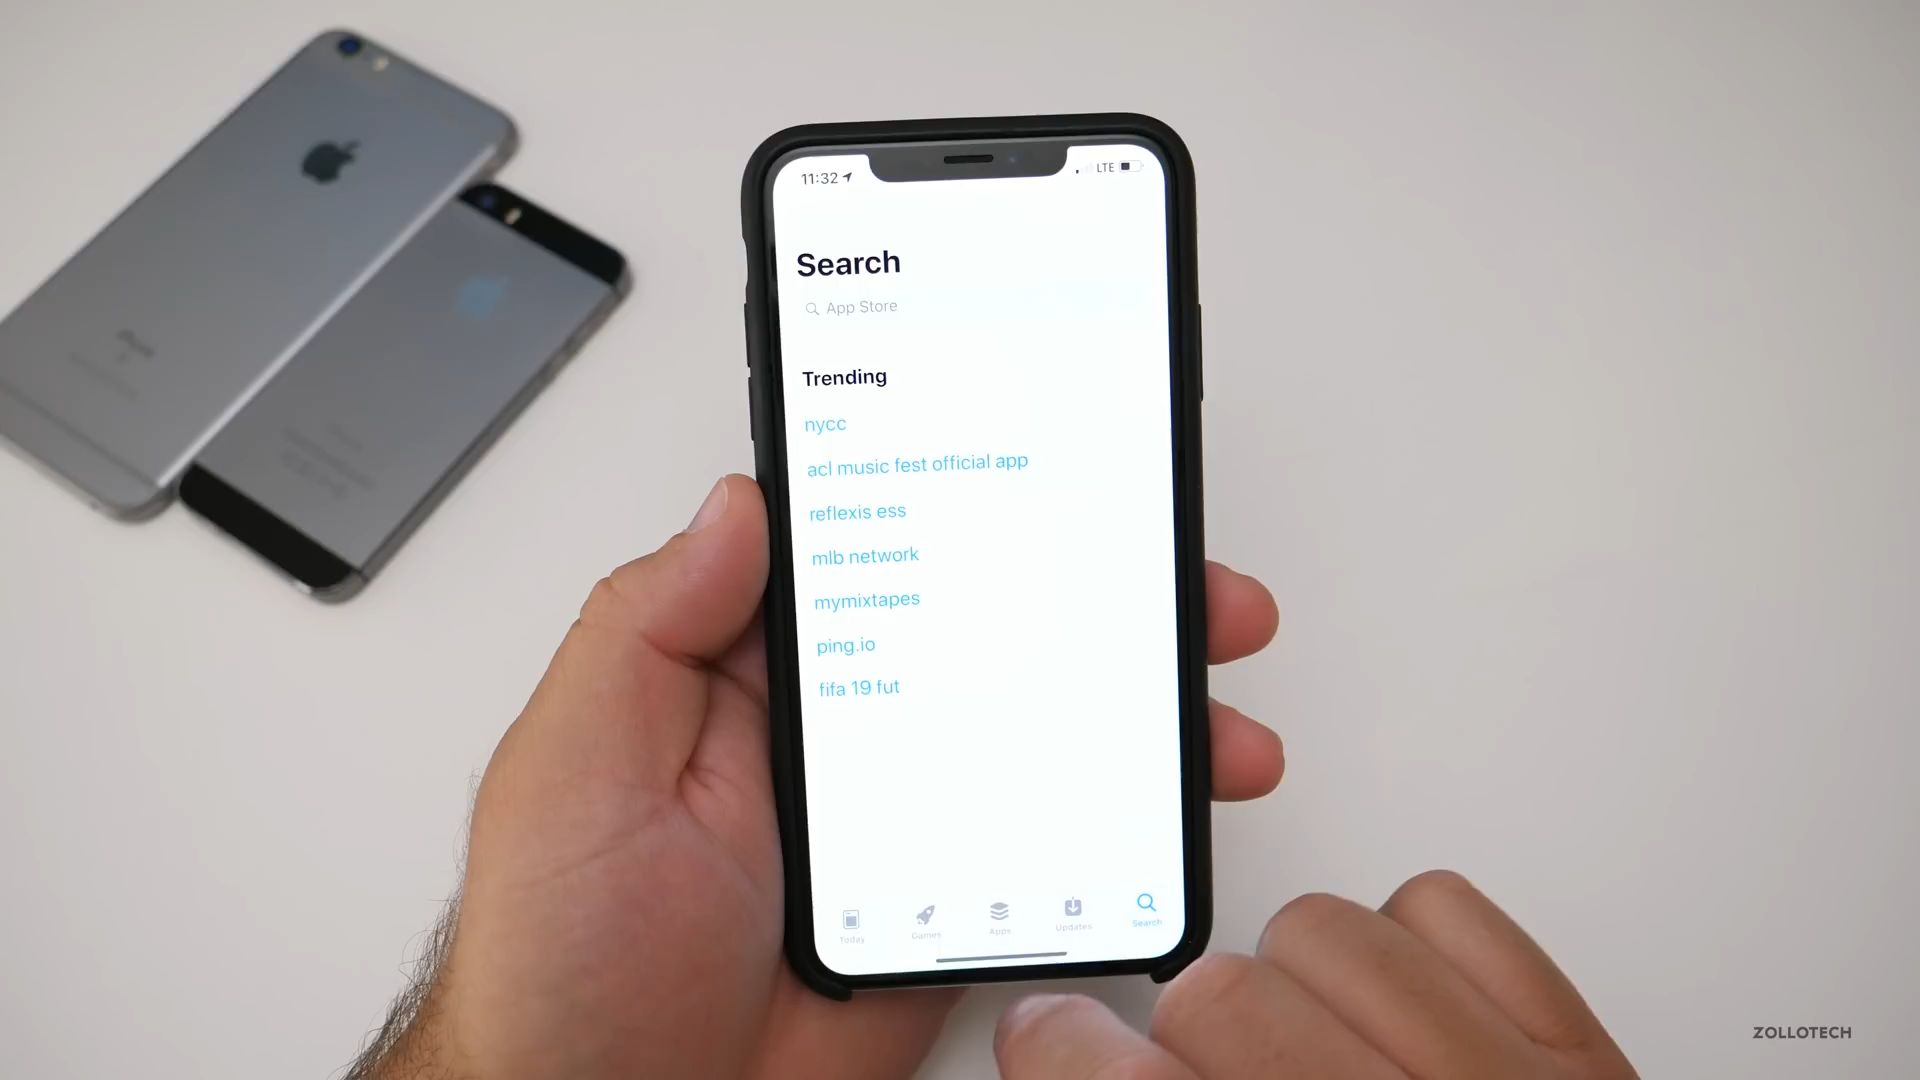 11:32
LTE
Search
App Store
Trending
nycc
acl music fest official app
reflexis ess
mlb network
mymixtapes
ping.io
fifa 19 fut
Today
Games
Apps
Updates
Search
iPhone
ZOLLOTECH